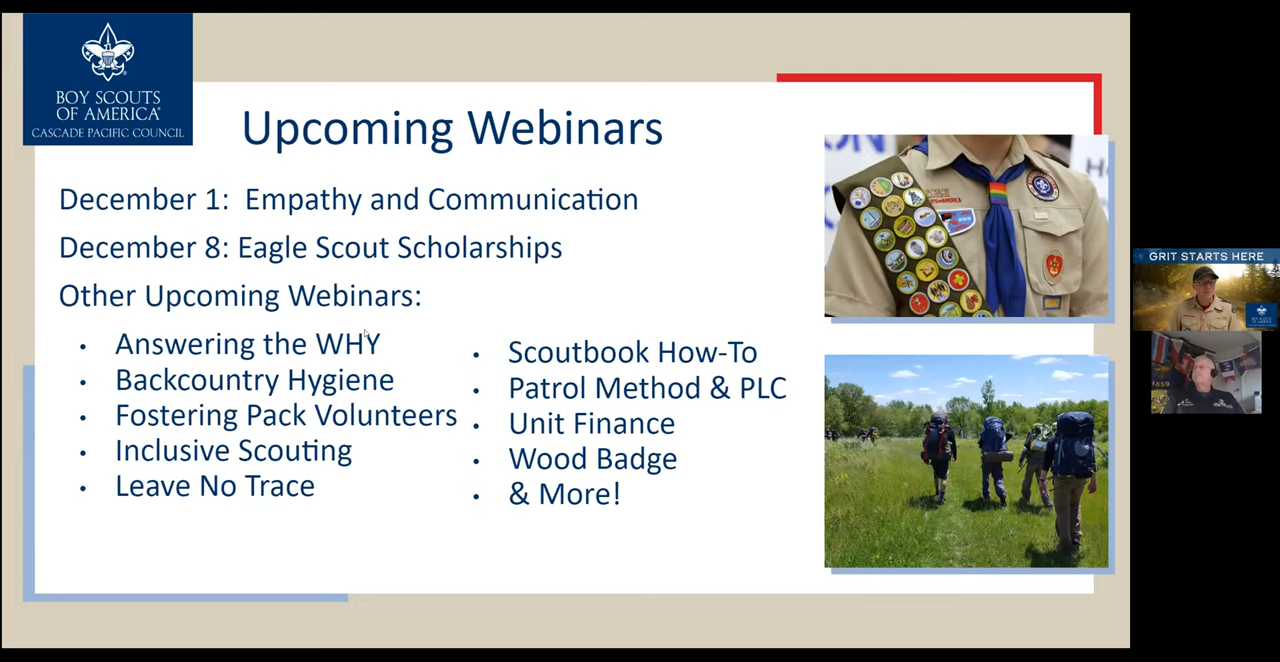 BOY SCOUTS
OF AMERICA®
CASCADE PACIFIC COUNCIL
Upcoming Webinars
December 1: Empathy and Communication
December 8: Eagle Scout Scholarships
Other Upcoming Webinars:
• Answering the WHY
• Backcountry Hygiene
• Fostering Pack Volunteers
• Inclusive Scouting
• Leave No Trace
• Scoutbook How-To
• Patrol Method & PLC
• Unit Finance
• Wood Badge
• & More!
GRIT STARTS HERE